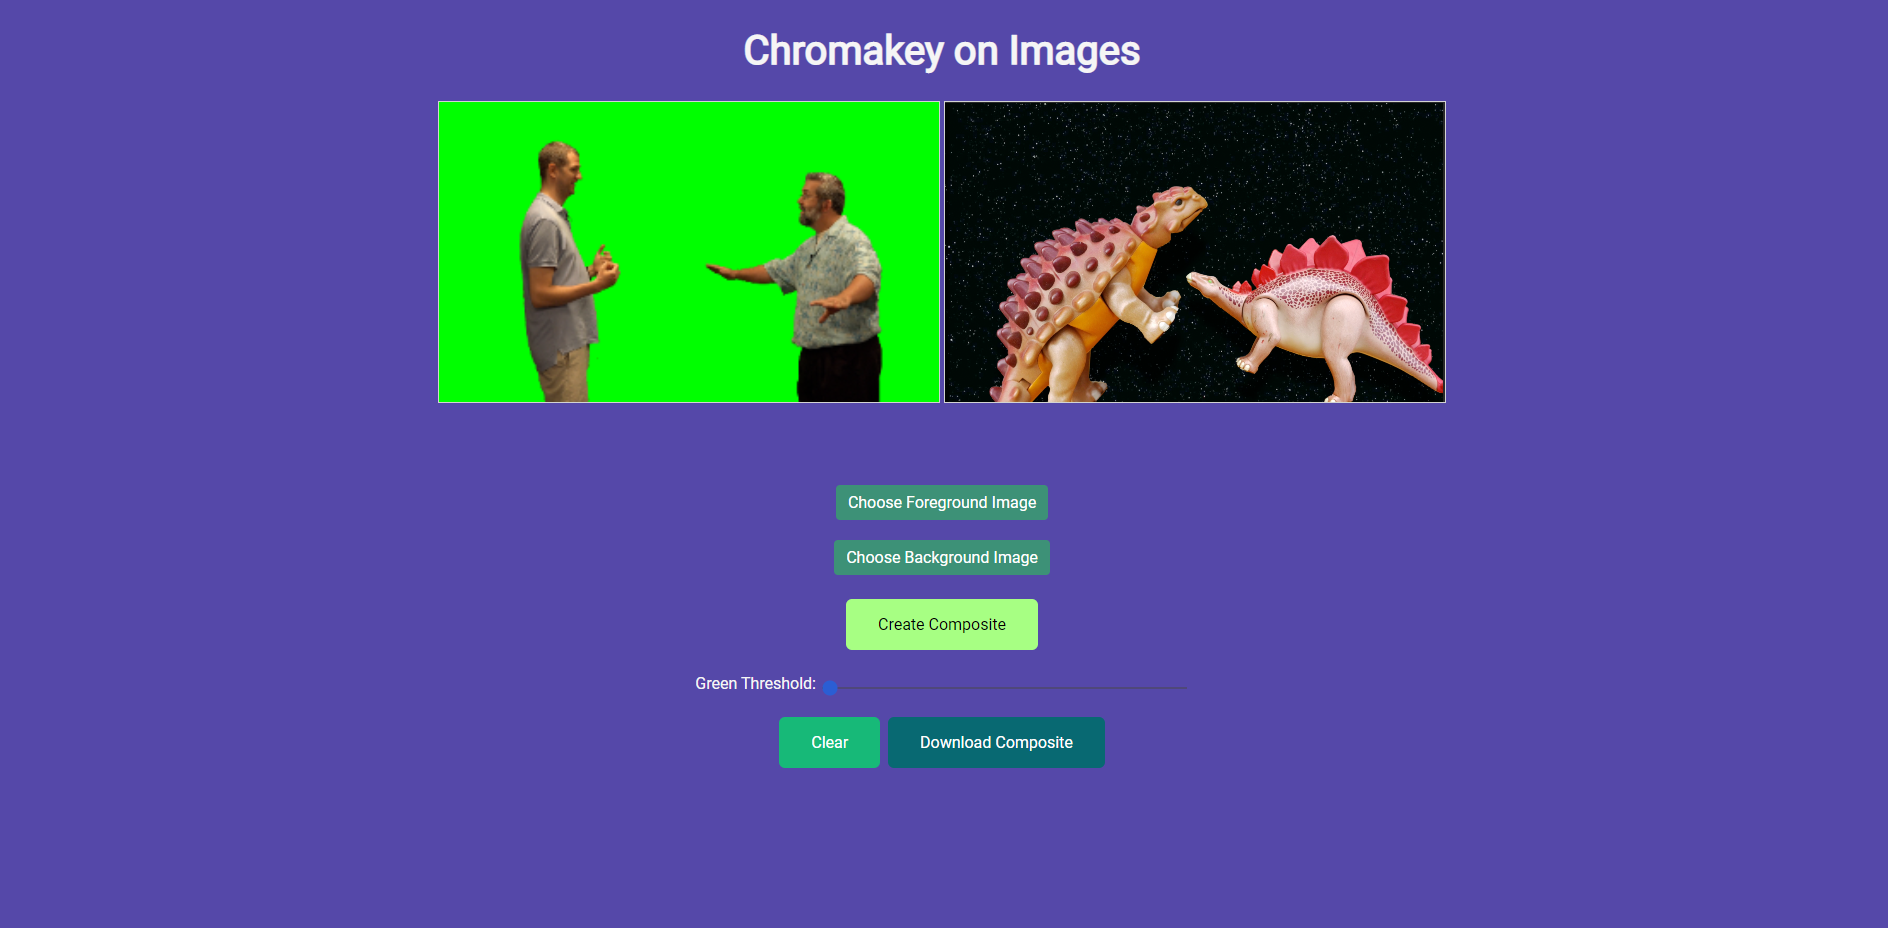 Chromakey on Images
Choose Foreground Image
Choose Background Image
Create Composite
Green Threshold:
Clear
Download Composite